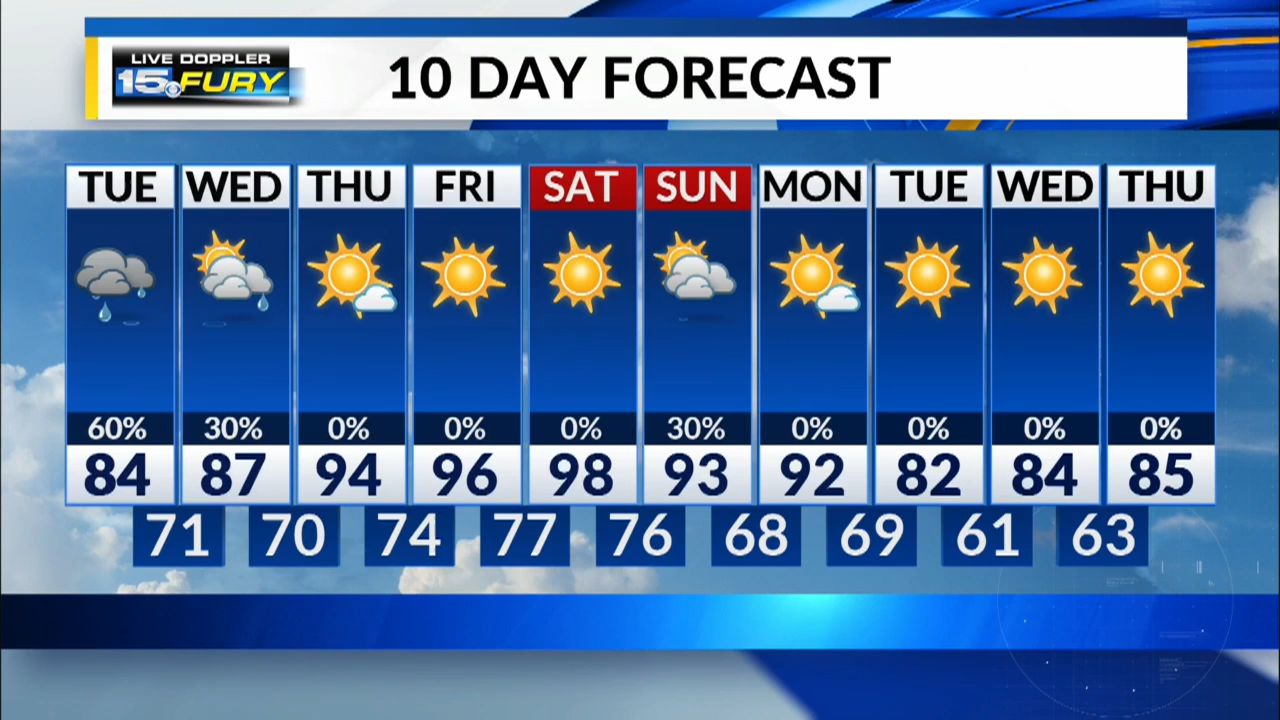 LIVE DOPPLER
15 FURY
10 DAY FORECAST
TUE WED THU FRI SAT SUN MON TUE WED THU
60% 30% 0% 0% 0% 30% 0% 0% 0% 0%
84 87 94 96 98 93 92 82 84 85
71 70 74 77 76 68 69 61 63